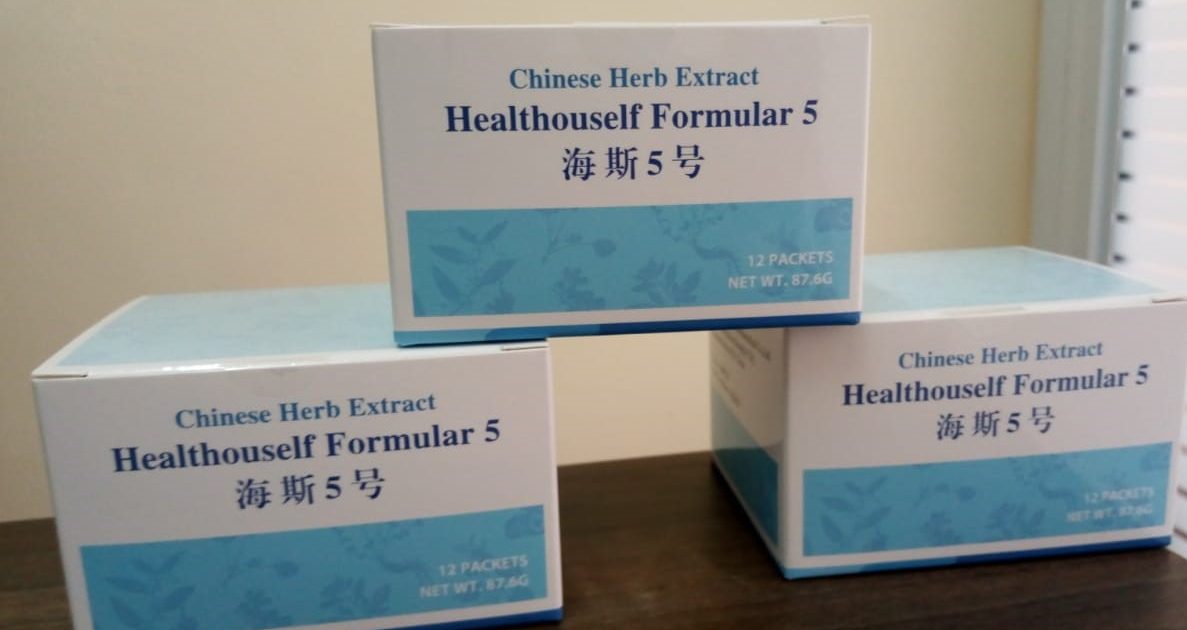 Chinese Herb Extract
Healthouself Formular 5
海斯5号
12 PACKETS
NET WT. 87.6G
Chinese Herb Extract
Healthouself Formular 5
海斯5号
12 PACKETS
NET WT. 87.6G
Chinese Herb Extract
Healthouself Formular 5
海斯5号
12 PACKETS
NET WT. 87.6G